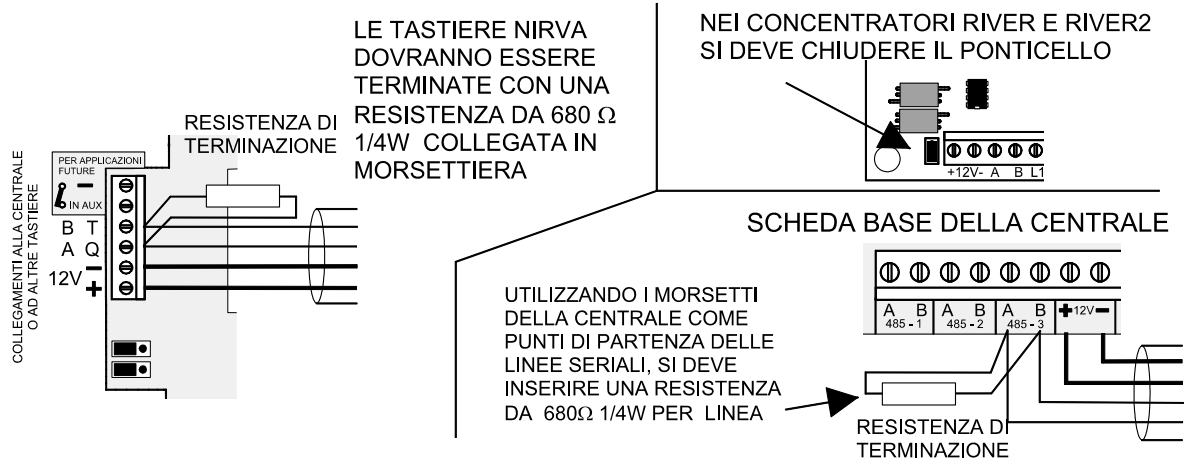 LE TASTIERE NIRVA
DOVRANNO ESSERE
TERMINATE CON UNA
RESISTENZA DA 680 Ω
1/4W COLLEGATA IN
MORSETTIERA
RESISTENZA DI
TERMINAZIONE
PER APPLICAZIONI
FUTURE
IN AUX
B T
A Q
12V
+
COLLEGAMENTI ALLA CENTRALE
O AD ALTRE TASTIERE
NEI CONCENTRATORI RIVER E RIVER2
SI DEVE CHIUDERE IL PONTICELLO
+12V- A B L1
SCHEDA BASE DELLA CENTRALE
A B A B A B +12V-
485 - 1 485 - 2 485 - 3
UTILIZZANDO I MORSETTI
DELLA CENTRALE COME
PUNTI DI PARTENZA DELLE
LINEE SERIALI, SI DEVE
INSERIRE UNA RESISTENZA
DA 680Ω 1/4W PER LINEA
RESISTENZA DI
TERMINAZIONE